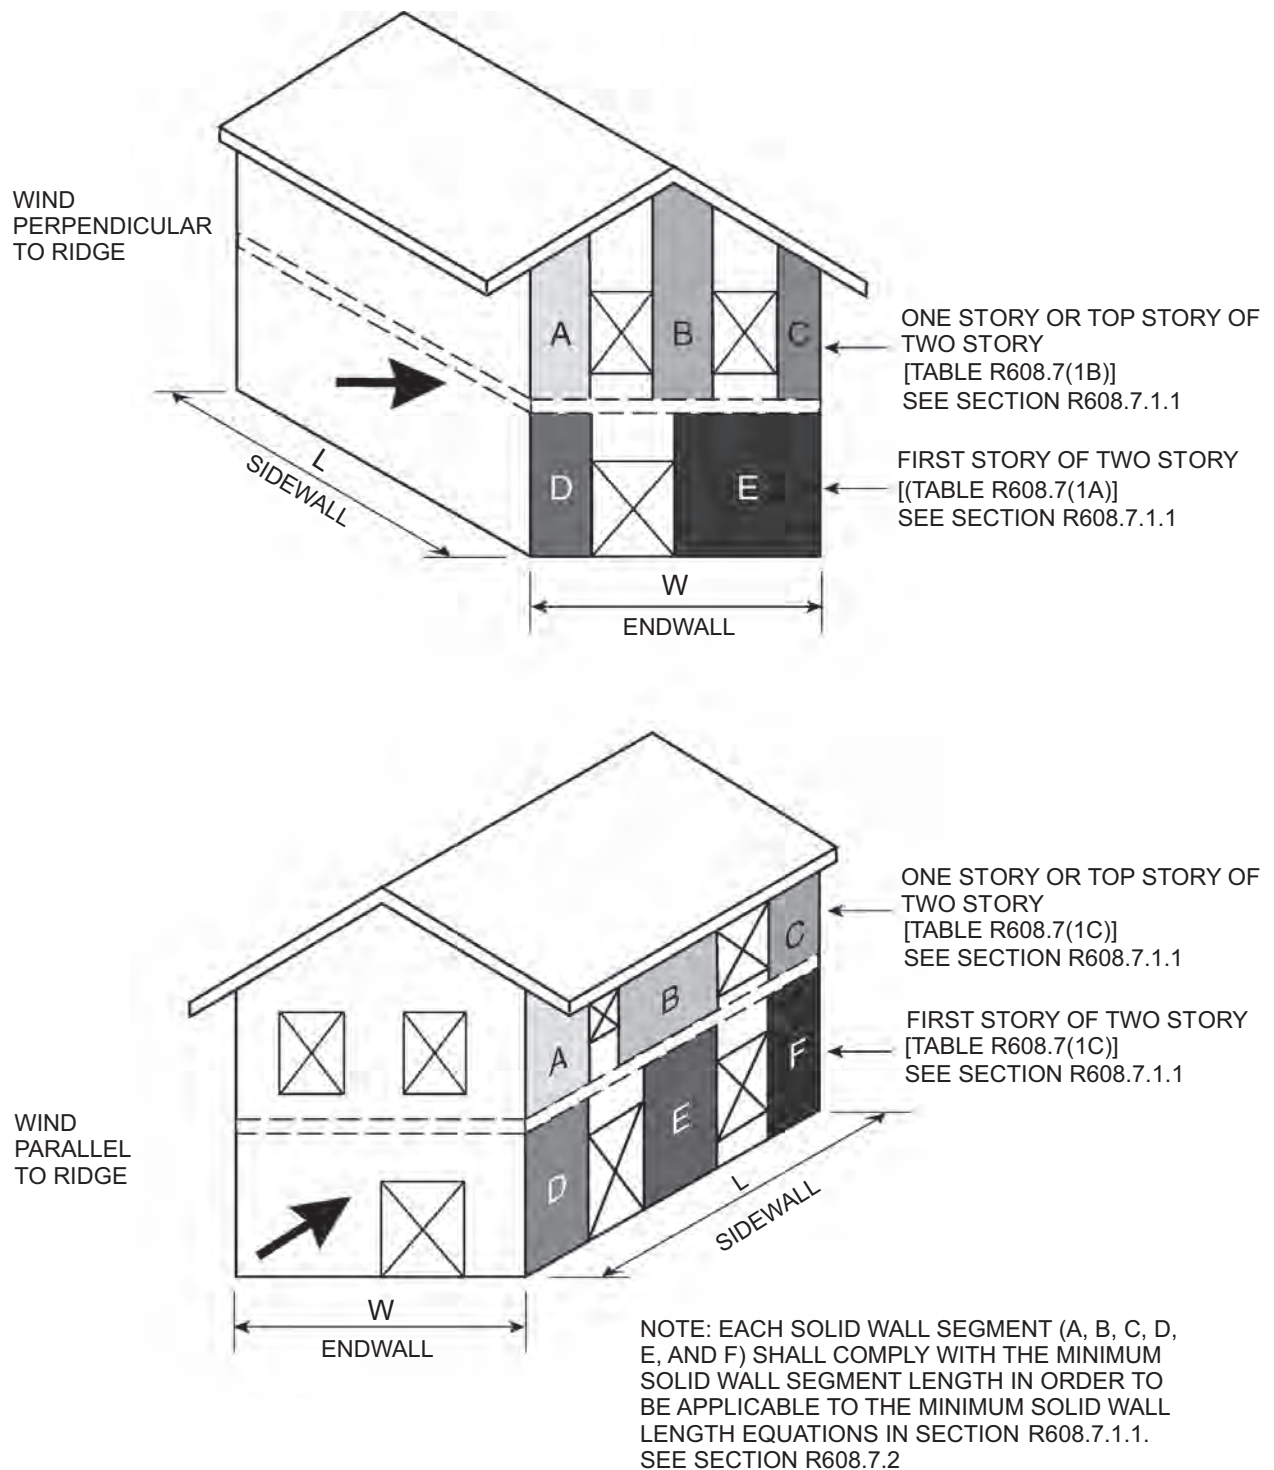 WIND
PERPENDICULAR
TO RIDGE
A
B
C
ONE STORY OR TOP STORY OF
TWO STORY
[TABLE R608.7(1B)]
SEE SECTION R608.7.1.1
D
E
FIRST STORY OF TWO STORY
[(TABLE R608.7(1A)]
SEE SECTION R608.7.1.1
L
SIDEWALL
W
ENDWALL
ONE STORY OR TOP STORY OF
TWO STORY
[TABLE R608.7(1C)]
SEE SECTION R608.7.1.1
A
B
C
FIRST STORY OF TWO STORY
[TABLE R608.7(1C)]
SEE SECTION R608.7.1.1
D
E
F
WIND
PARALLEL
TO RIDGE
L
SIDEWALL
W
ENDWALL
NOTE: EACH SOLID WALL SEGMENT (A, B, C, D,
E, AND F) SHALL COMPLY WITH THE MINIMUM
SOLID WALL SEGMENT LENGTH IN ORDER TO
BE APPLICABLE TO THE MINIMUM SOLID WALL
LENGTH EQUATIONS IN SECTION R608.7.1.1.
SEE SECTION R608.7.2